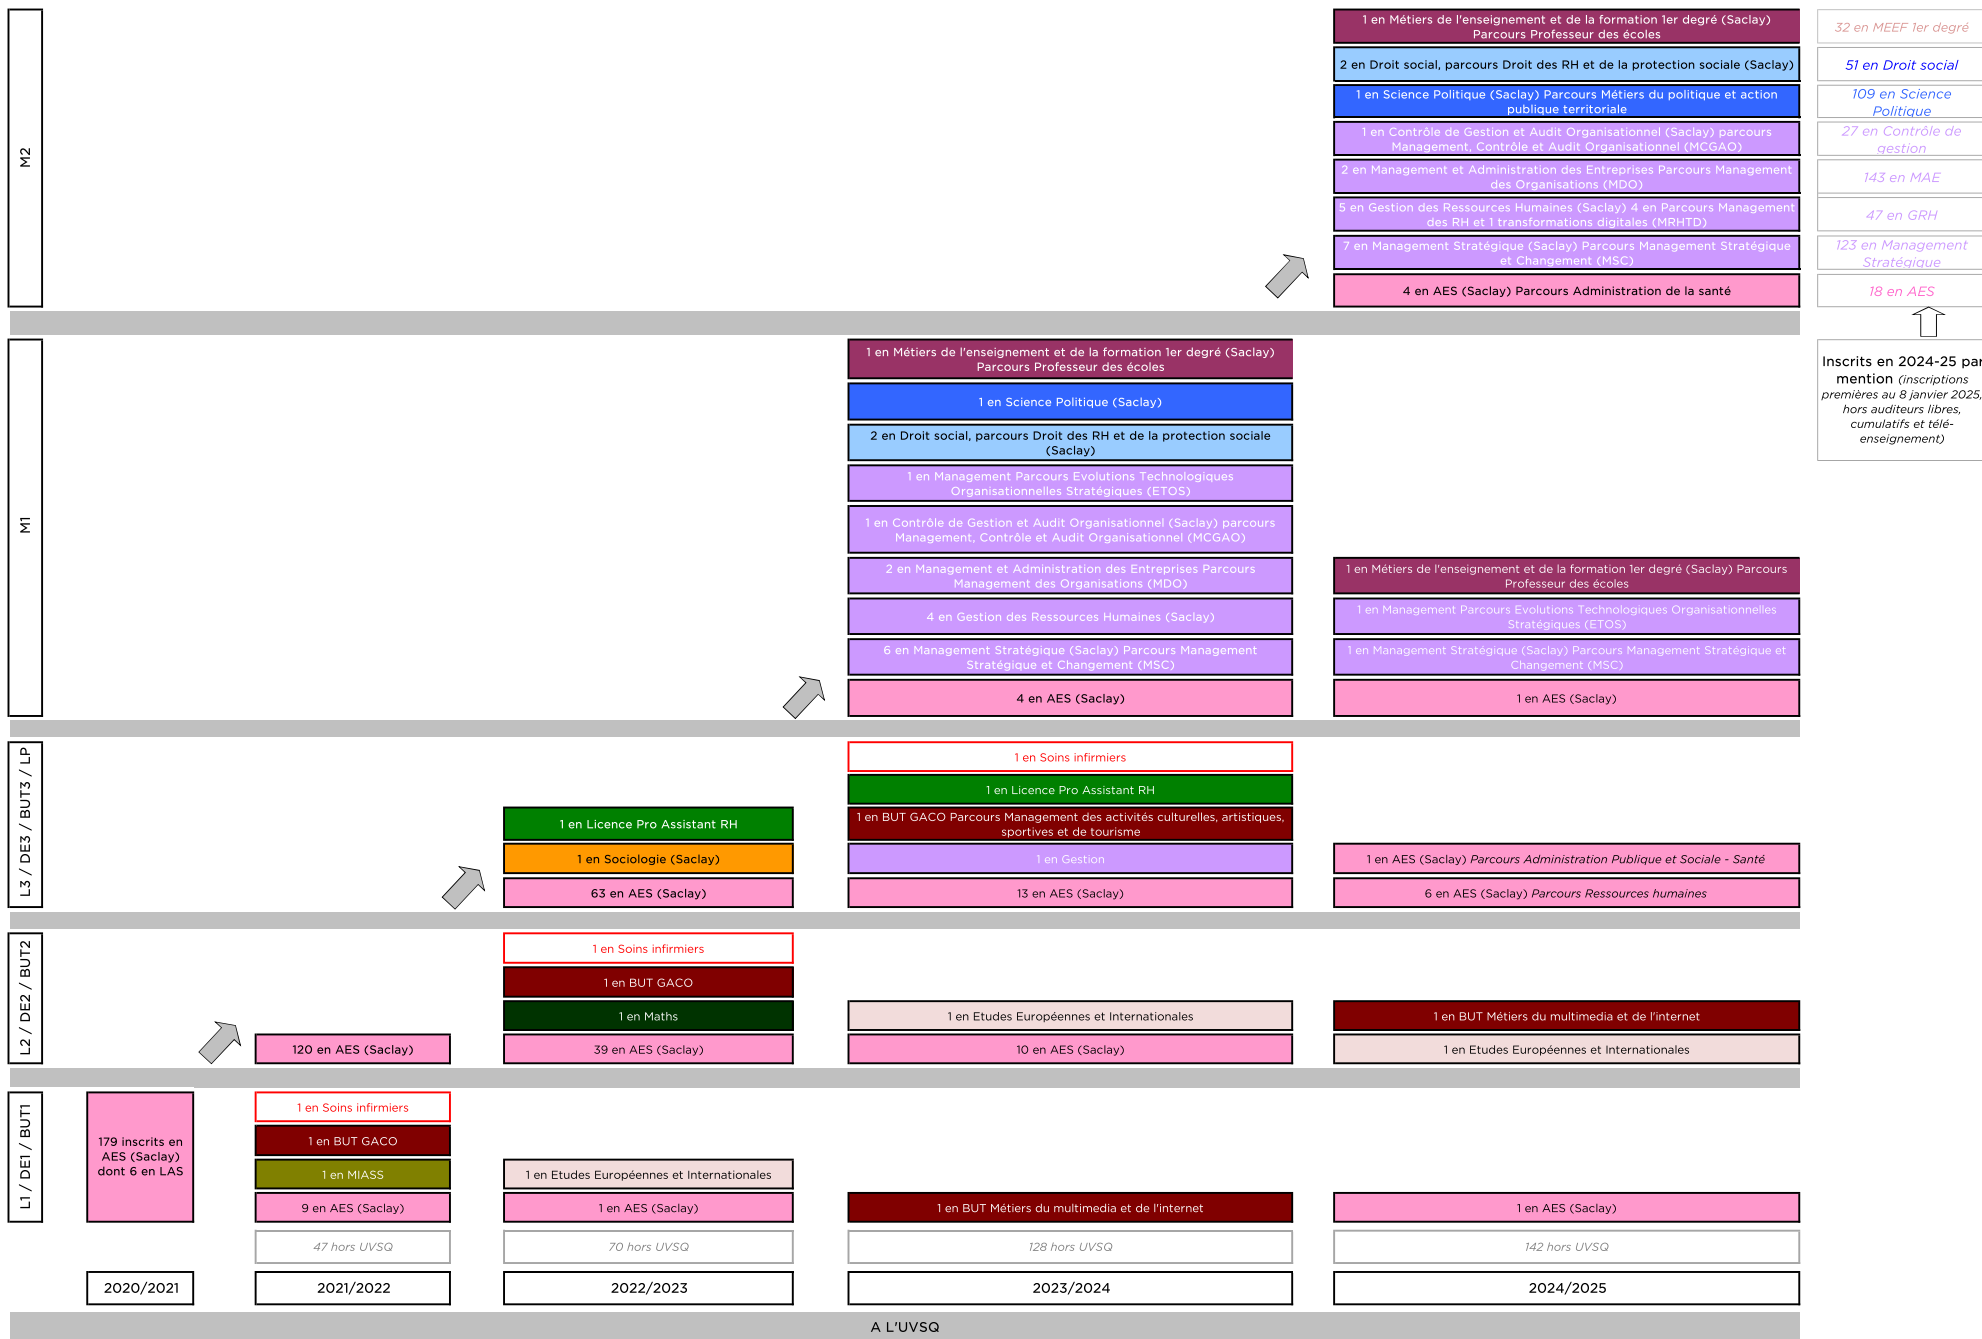 M2
1 en Métiers de l'enseignement et de la formation 1er degré (Saclay)
Parcours Professeur des écoles
32 en MEEF 1er degré
2 en Droit social, parcours Droit des RH et de la protection sociale (Saclay)
51 en Droit social
1 en Science Politique (Saclay) Parcours Métiers du politique et action
publique territoriale
109 en Science
Politique
1 en Contrôle de Gestion et Audit Organisationnel (Saclay) parcours
Management, Contrôle et Audit Organisationnel (MCGAO)
27 en Contrôle de
gestion
2 en Management et Administration des Entreprises Parcours Management
des Organisations (MDO)
143 en MAE
5 en Gestion des Ressources Humaines (Saclay) 4 en Parcours Management
des RH et 1 transformations digitales (MRHTD)
47 en GRH
7 en Management Stratégique (Saclay) Parcours Management Stratégique
et Changement (MSC)
123 en Management
Stratégique
4 en AES (Saclay) Parcours Administration de la santé
18 en AES
Inscrits en 2024-25 par
mention (inscriptions
premières au 8 janvier 2025,
hors auditeurs libres,
cumulatifs et télé-
enseignement)
M1
1 en Métiers de l'enseignement et de la formation 1er degré (Saclay)
Parcours Professeur des écoles
1 en Science Politique (Saclay)
2 en Droit social, parcours Droit des RH et de la protection sociale
(Saclay)
1 en Management Parcours Evolutions Technologiques
Organisationnelles Stratégiques (ETOS)
1 en Contrôle de Gestion et Audit Organisationnel (Saclay) parcours
Management, Contrôle et Audit Organisationnel (MCGAO)
2 en Management et Administration des Entreprises Parcours
Management des Organisations (MDO)
4 en Gestion des Ressources Humaines (Saclay)
6 en Management Stratégique (Saclay) Parcours Management
Stratégique et Changement (MSC)
4 en AES (Saclay)
1 en Métiers de l'enseignement et de la formation 1er degré (Saclay) Parcours
Professeur des écoles
1 en Management Parcours Evolutions Technologiques Organisationnelles
Stratégiques (ETOS)
1 en Management Stratégique (Saclay) Parcours Management Stratégique et
Changement (MSC)
1 en AES (Saclay)
L3 / DE3 / BUT3 / LP
1 en Licence Pro Assistant RH
1 en Sociologie (Saclay)
63 en AES (Saclay)
1 en Soins infirmiers
1 en Licence Pro Assistant RH
1 en BUT GACO Parcours Management des activités culturelles, artistiques,
sportives et de tourisme
1 en Gestion
13 en AES (Saclay)
1 en AES (Saclay) Parcours Administration Publique et Sociale - Santé
6 en AES (Saclay) Parcours Ressources humaines
L2 / DE2 / BUT2
120 en AES (Saclay)
1 en Soins infirmiers
1 en BUT GACO
1 en Maths
39 en AES (Saclay)
1 en Etudes Européennes et Internationales
10 en AES (Saclay)
1 en BUT Métiers du multimedia et de l'internet
1 en Etudes Européennes et Internationales
L1 / DE1 / BUT1
179 inscrits en
AES (Saclay)
dont 6 en LAS
1 en Soins infirmiers
1 en BUT GACO
1 en MIASS
9 en AES (Saclay)
1 en Etudes Européennes et Internationales
1 en AES (Saclay)
1 en BUT Métiers du multimedia et de l'internet
1 en AES (Saclay)
47 hors UVSQ
70 hors UVSQ
128 hors UVSQ
142 hors UVSQ
2020/2021
2021/2022
2022/2023
2023/2024
2024/2025
A L'UVSQ